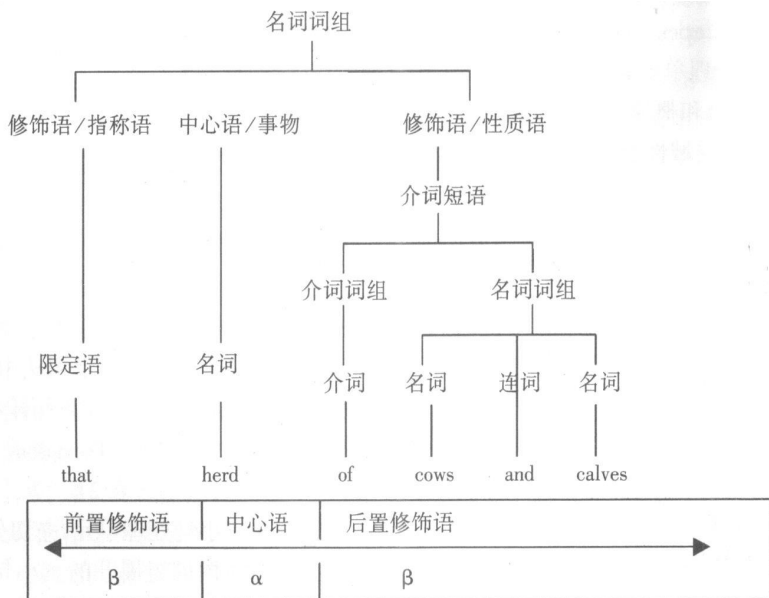 名词词组
修饰语/指称语 中心语/事物 修饰语/性质语
介词短语
介词词组 名词词组
限定语 名词
介词 名词 连词 名词
that herd of cows and calves
前置修饰语 中心语 后置修饰语
β α β